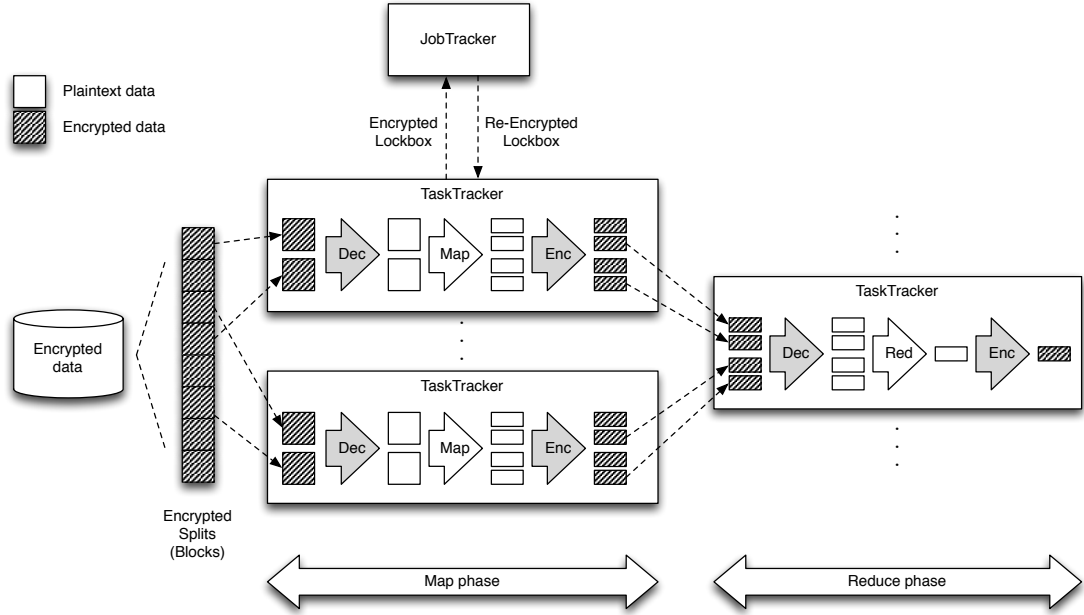 JobTracker
Plaintext data
Encrypted data
Encrypted
Lockbox
Re-Encrypted
Lockbox
TaskTracker
Dec
Map
Enc
TaskTracker
Dec
Red
Enc
Encrypted
data
TaskTracker
Dec
Map
Enc
Encrypted
Splits
(Blocks)
Map phase
Reduce phase